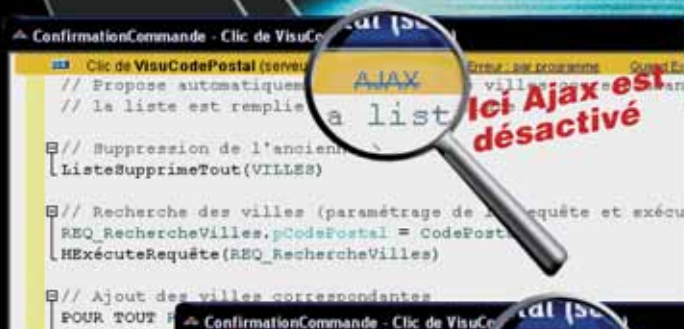 ConfirmationCommande - Clic de VisuCo
Clic de VisuCodePostal (serveu
Erreur : par programme
AJAX
// Propose automatiquem
villes
// la liste est remplie
a list
Ici Ajax est
désactivé
// Suppression de l'ancien
ListeSupprimeTout(VILLES)
// Recherche des villes (paramétrage de la requête et exécu
REQ_RechercheVilles.pCodePostal = CodePost
HExécuteRequête(REQ_RechercheVilles)
// Ajout des villes correspondantes
POUR TOUT
ConfirmationCommande - Clic de VisuCo